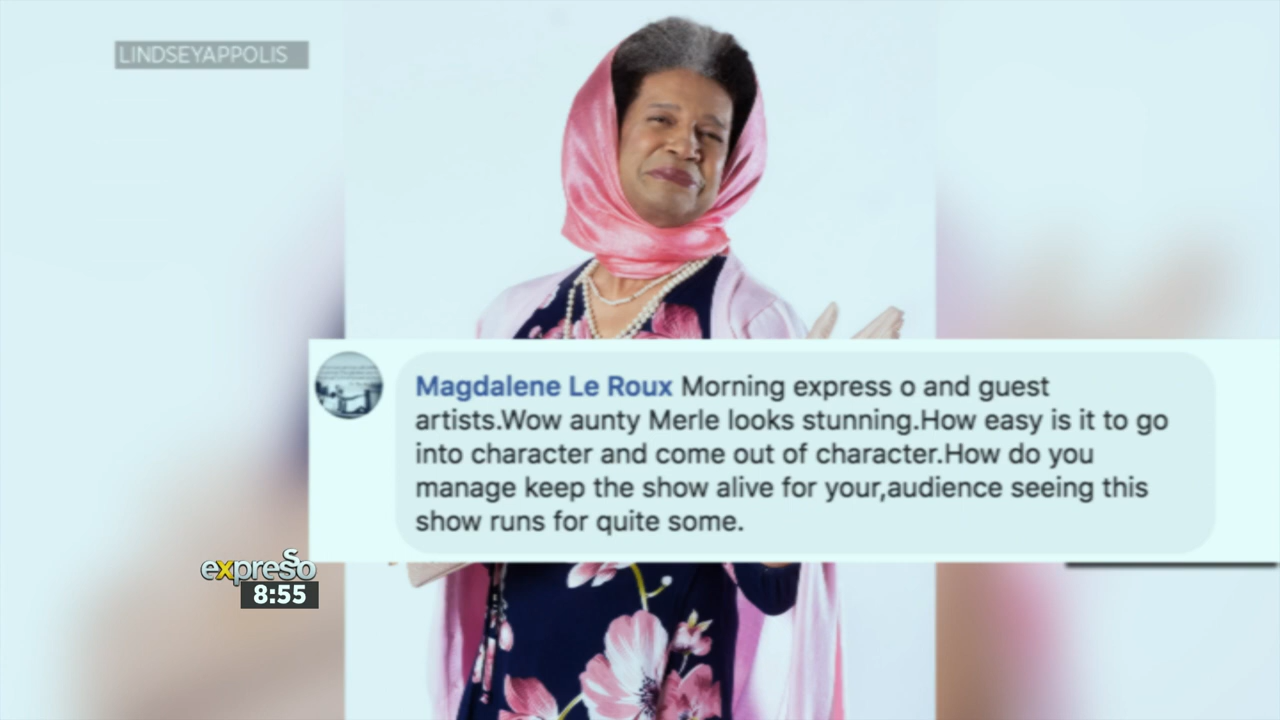 LINDSEYAPPOLIS
Magdalene Le Roux Morning express o and guest
artists.Wow aunty Merle looks stunning.How easy is it to go
into character and come out of character.How do you
manage keep the show alive for your,audience seeing this
show runs for quite some.
expresso
8:55